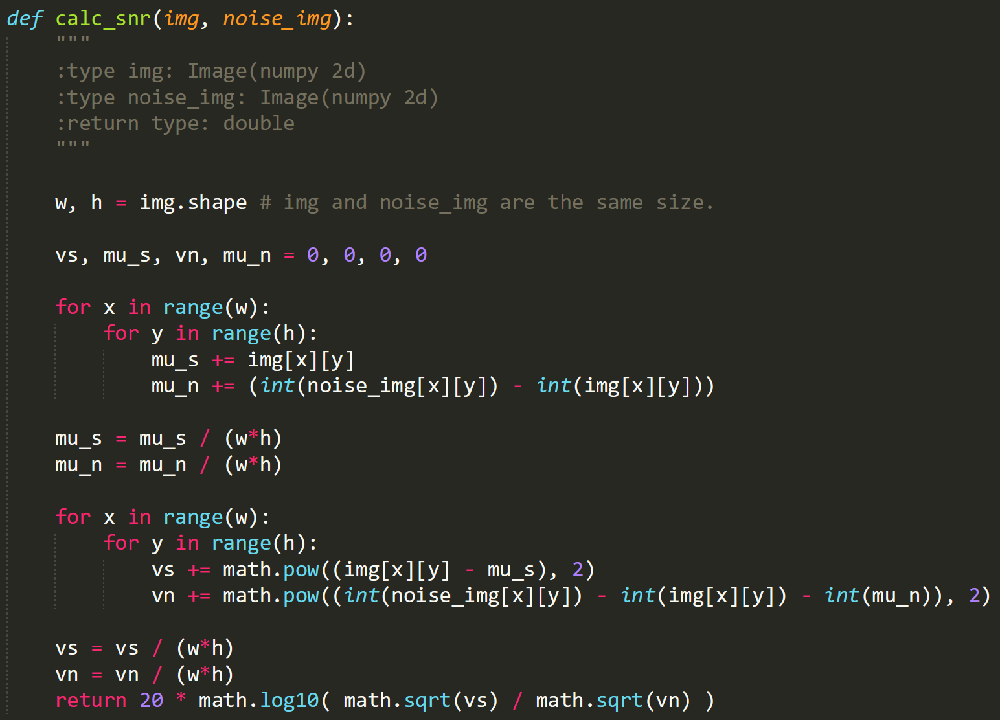 def calc_snr(img, noise_img):
    """
    :type img: Image(numpy 2d)
    :type noise_img: Image(numpy 2d)
    :return type: double
    """

    w, h = img.shape # img and noise_img are the same size.

    vs, mu_s, vn, mu_n = 0, 0, 0, 0

    for x in range(w):
        for y in range(h):
            mu_s += img[x][y]
            mu_n += (int(noise_img[x][y]) - int(img[x][y]))

    mu_s = mu_s / (w*h)
    mu_n = mu_n / (w*h)

    for x in range(w):
        for y in range(h):
            vs += math.pow((img[x][y] - mu_s), 2)
            vn += math.pow((int(noise_img[x][y]) - int(img[x][y]) - int(mu_n)), 2)

    vs = vs / (w*h)
    vn = vn / (w*h)
    return 20 * math.log10( math.sqrt(vs) / math.sqrt(vn) )